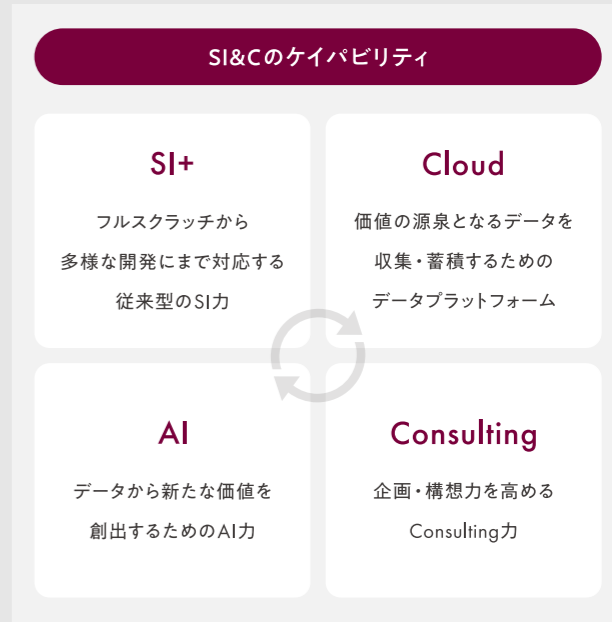 SI&Cのケイパビリティ
SI+
フルスクラッチから
多様な開発にまで対応する
従来型のSI力
Cloud
価値の源泉となるデータを
収集・蓄積するための
データプラットフォーム
AI
データから新たな価値を
創出するためのAI力
Consulting
企画・構想力を高める
Consulting力